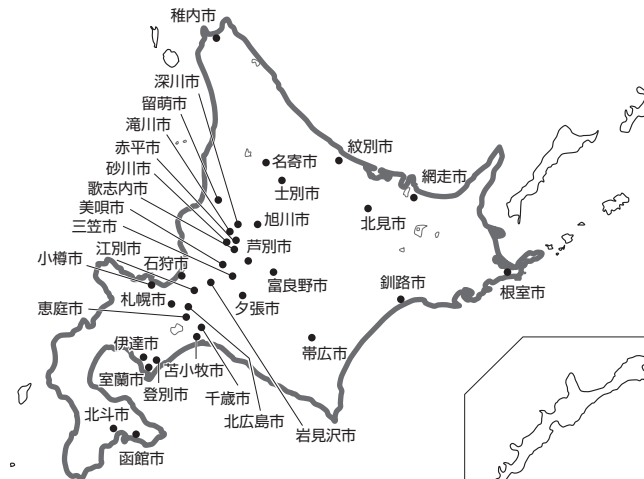 稚内市
深川市
留萌市
滝川市
赤平市
砂川市
歌志内市
美唄市
三笠市
江別市
小樽市
石狩市
札幌市
恵庭市
伊達市
室蘭市
登別市
苫小牧市
千歳市
北広島市
岩見沢市
北斗市
函館市
名寄市
士別市
旭川市
芦別市
富良野市
夕張市
帯広市
紋別市
網走市
北見市
釧路市
根室市